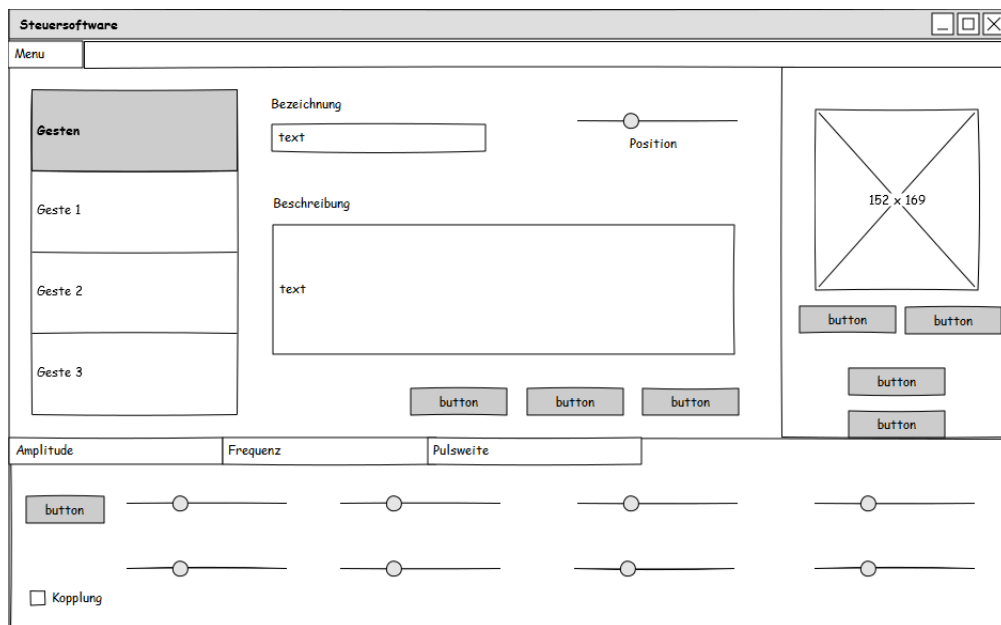 Steuersoftware
Menu
Gesten
Geste 1
Geste 2
Geste 3
Bezeichnung
text
Position
Beschreibung
text
button
button
button
152 x 169
button
button
button
button
Amplitude
Frequenz
Pulsweite
button
Kopplung